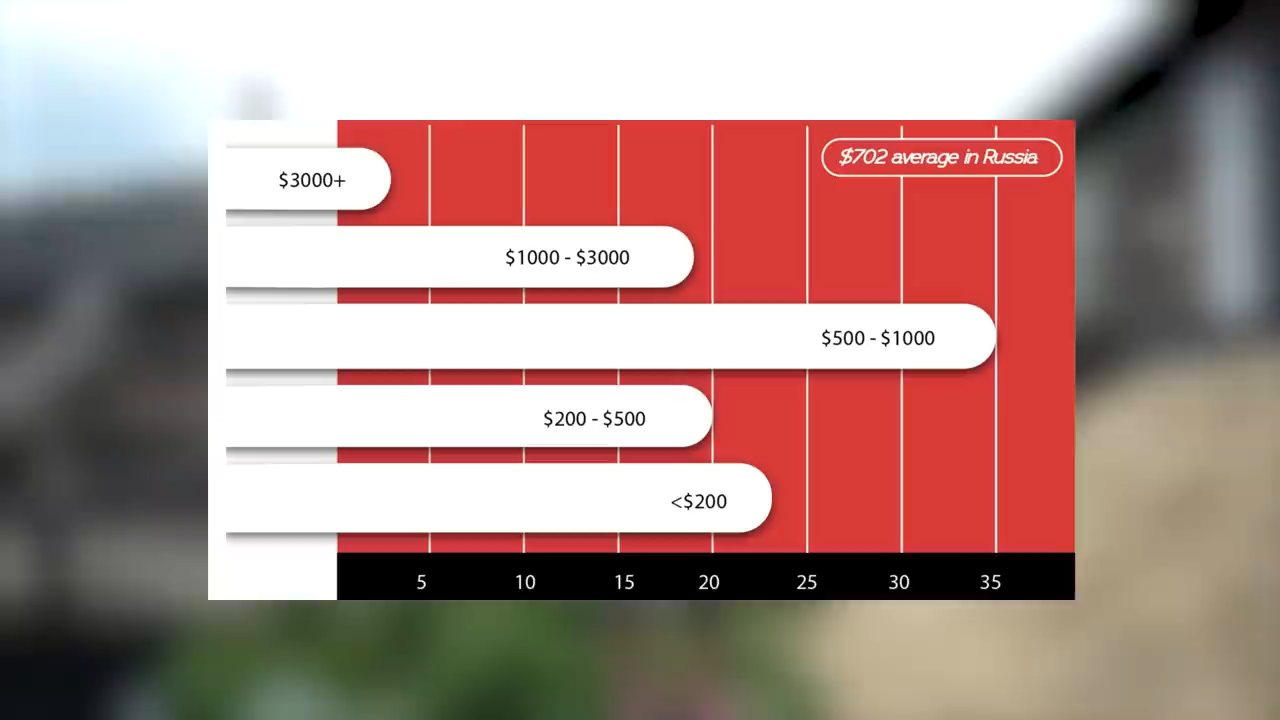 $702 average in Russia
$3000+
$1000 - $3000
$500 - $1000
$200 - $500
<$200
5 10 15 20 25 30 35